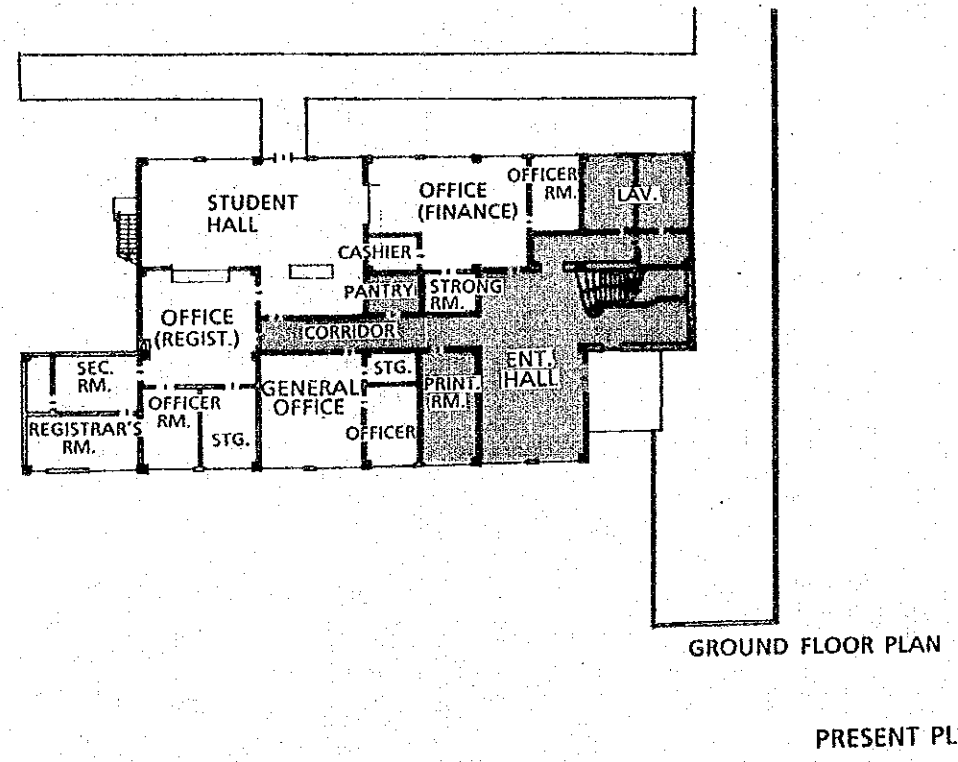 STUDENT
HALL
OFFICE
(FINANCE)
OFFICER
RM.
LAV.
CASHIER
PANTRY
STRONG
RM.
OFFICE
(REGIST.)
CORRIDOR
ENT.
HALL
SEC.
RM.
STG.
PRINT.
RM.
GENERAL
OFFICE
OFFICER
RM.
REGISTRAR'S
RM.
STG.
OFFICER
GROUND FLOOR PLAN
PRESENT PL